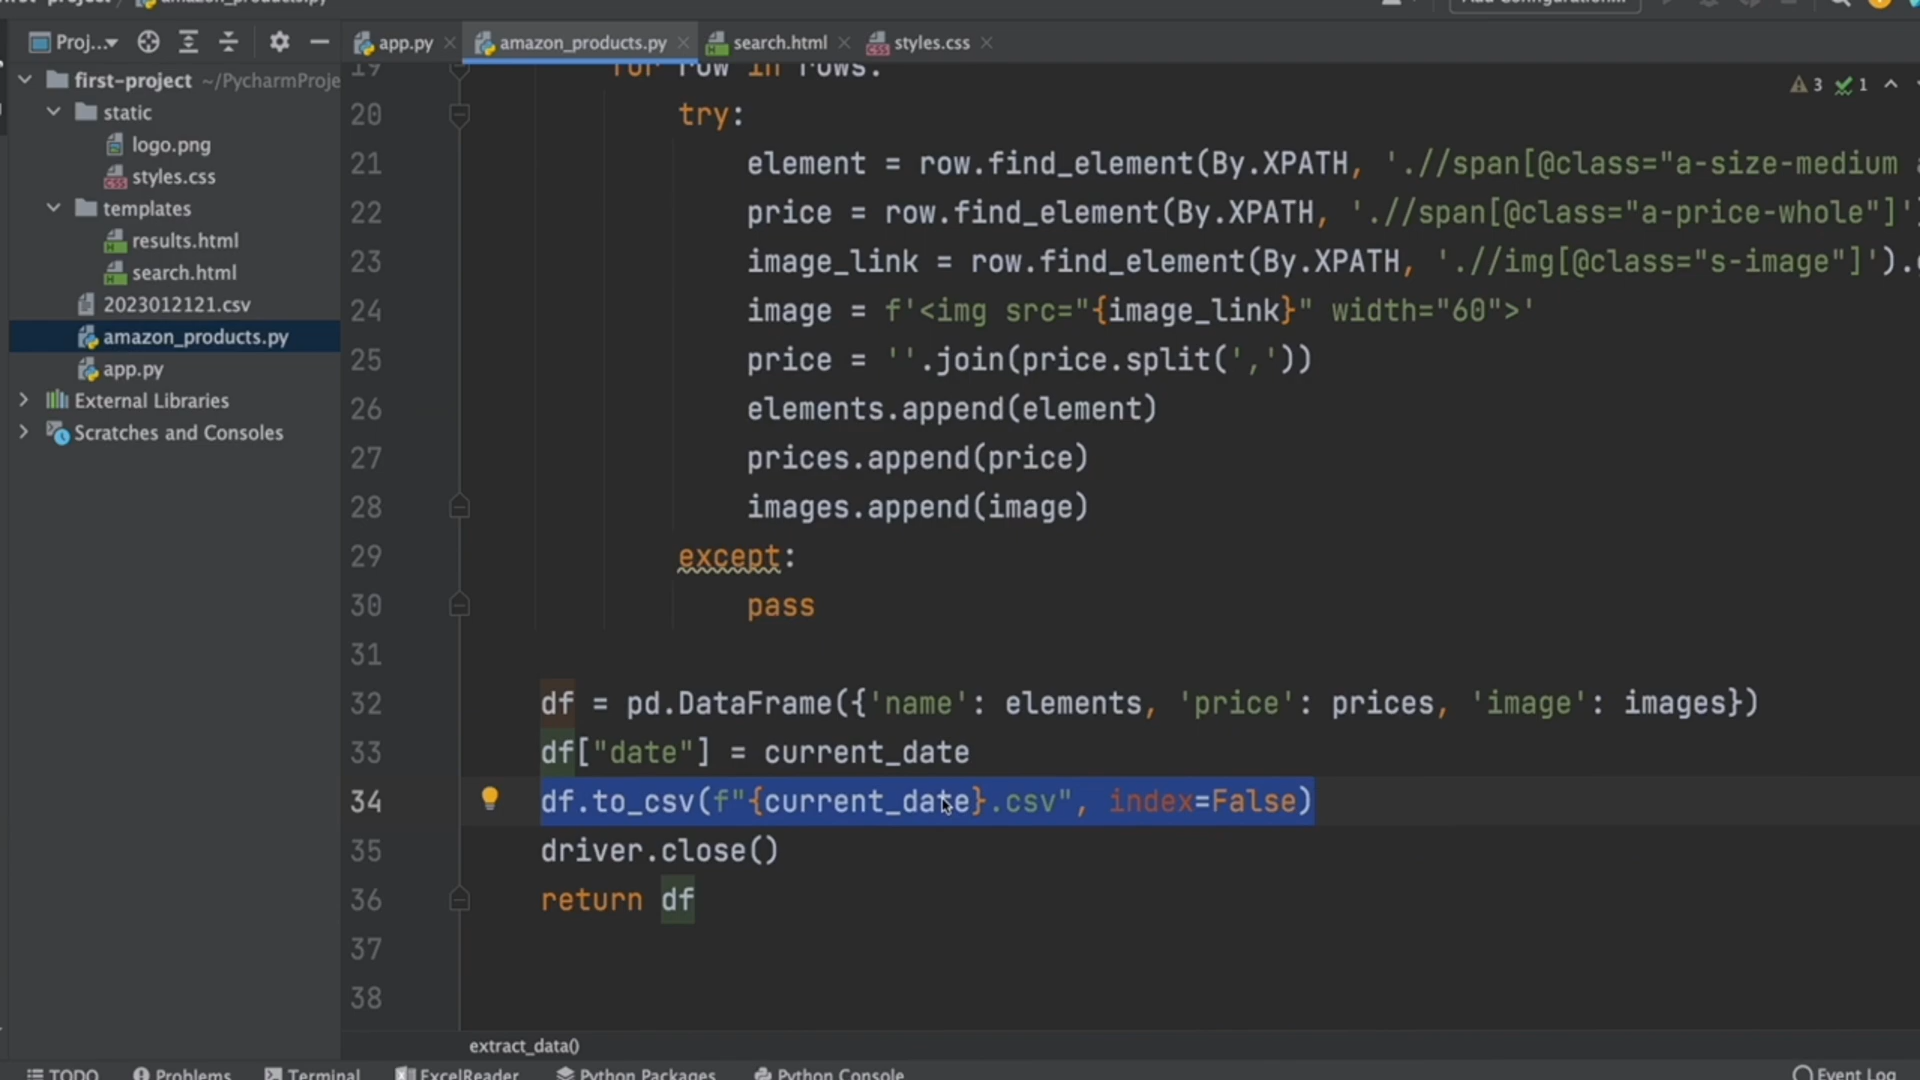 Proj...
app.py
amazon_products.py
search.html
styles.css
first-project ~/PycharmProje
static
logo.png
styles.css
templates
results.html
search.html
2023012121.csv
amazon_products.py
app.py
External Libraries
Scratches and Consoles
3 1
19 for row in rows:
20 try:
21 element = row.find_element(By.XPATH, './/span[@class="a-size-medium
22 price = row.find_element(By.XPATH, './/span[@class="a-price-whole"]'
23 image_link = row.find_element(By.XPATH, './/img[@class="s-image"]').
24 image = f'<img src="{image_link}" width="60">'
25 price = ''.join(price.split(','))
26 elements.append(element)
27 prices.append(price)
28 images.append(image)
29 except:
30 pass
31
32 df = pd.DataFrame({'name': elements, 'price': prices, 'image': images})
33 df["date"] = current_date
34 df.to_csv(f"{current_date}.csv", index=False)
35 driver.close()
36 return df
37
38
extract_data()
TODO
Problems
Terminal
ExcelReader
Python Packages
Python Console
Event Log